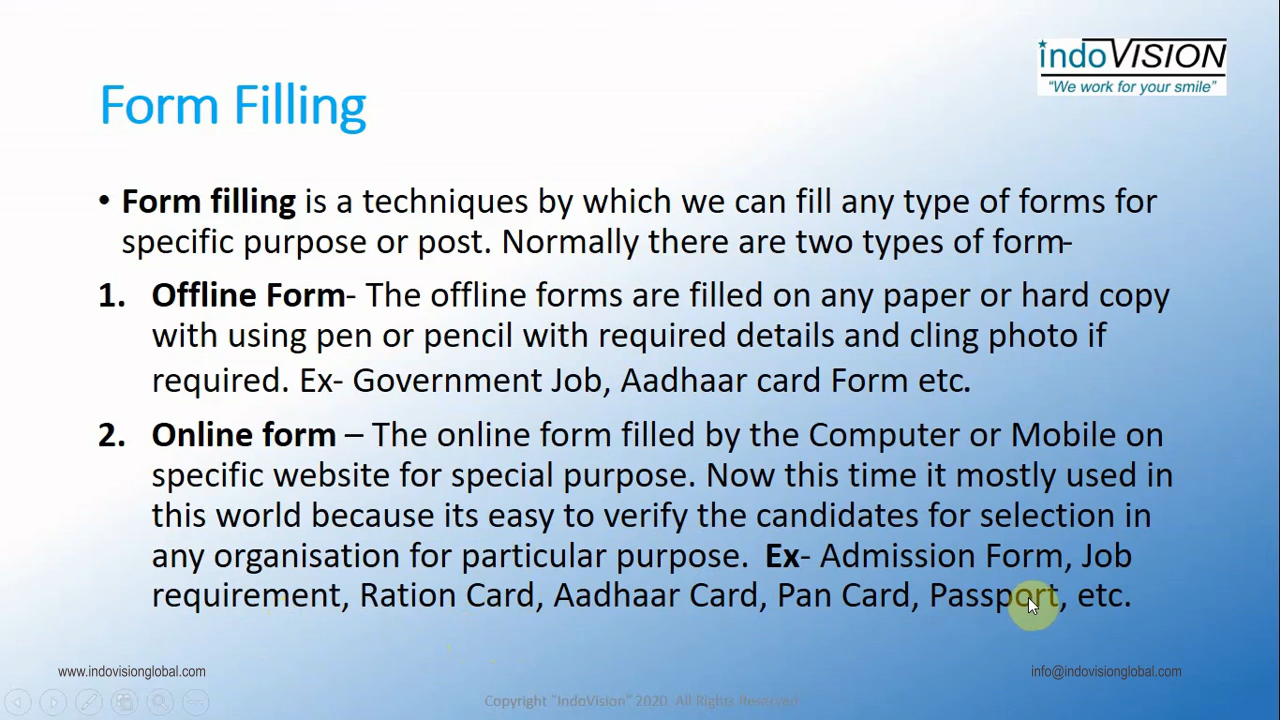 indoVISION
"We work for your smile"
Form Filling
• Form filling is a techniques by which we can fill any type of forms for
specific purpose or post. Normally there are two types of form-
1. Offline Form- The offline forms are filled on any paper or hard copy
with using pen or pencil with required details and cling photo if
required. Ex- Government Job, Aadhaar card Form etc.
2. Online form – The online form filled by the Computer or Mobile on
specific website for special purpose. Now this time it mostly used in
this world because its easy to verify the candidates for selection in
any organisation for particular purpose. Ex- Admission Form, Job
requirement, Ration Card, Aadhaar Card, Pan Card, Passport, etc.
www.indovisionglobal.com
info@indovisionglobal.com
Copyright "IndoVision" 2020. All Rights Reserved